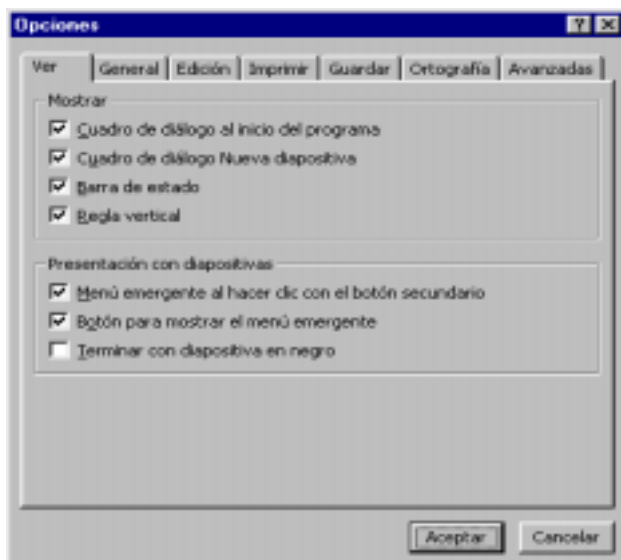 Opciones
Ver General Edición Imprimir Guardar Ortografía Avanzadas
Mostrar
Cuadro de diálogo al inicio del programa
Cuadro de diálogo Nueva diapositiva
Barra de estado
Regla vertical
Presentación con diapositivas
Menú emergente al hacer clic con el botón secundario
Botón para mostrar el menú emergente
Terminar con diapositiva en negro
Aceptar Cancelar